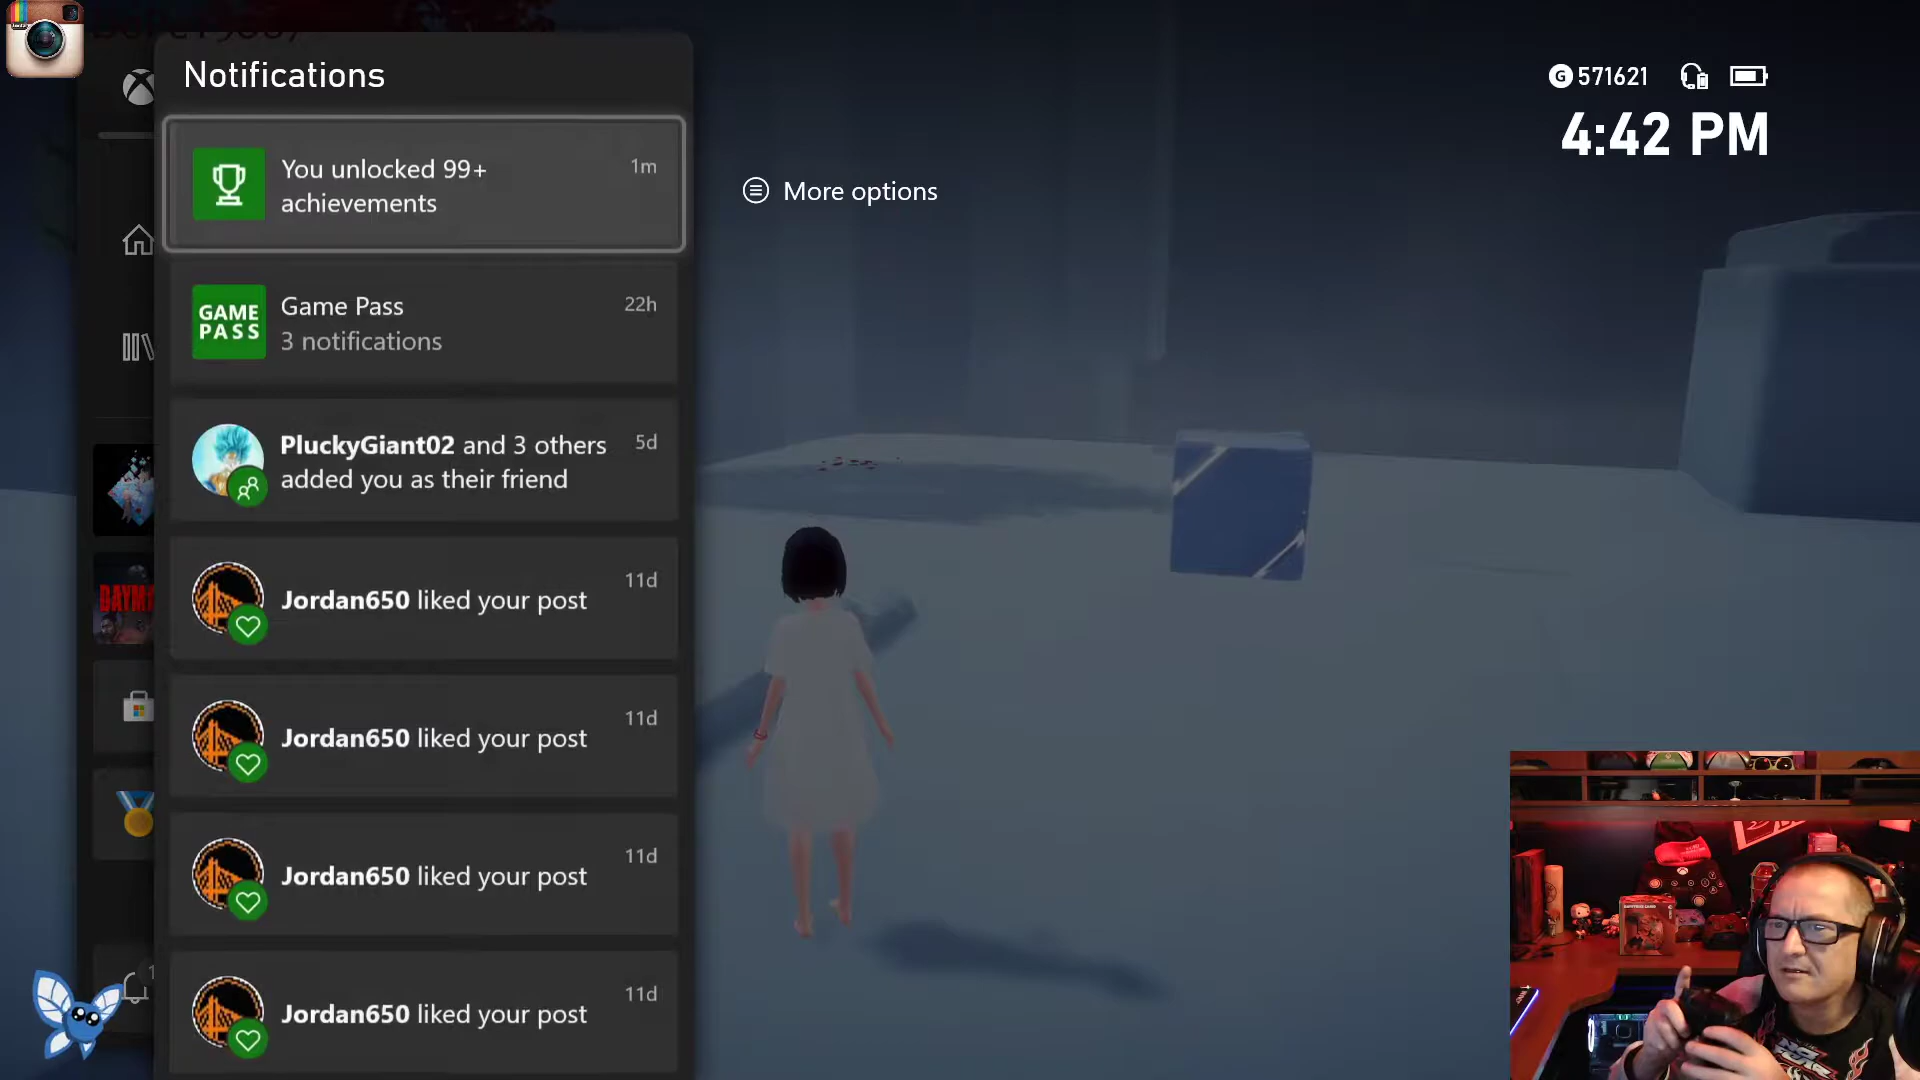 Notifications
You unlocked 99+
achievements
1m
GAME
PASS
Game Pass
3 notifications
22h
PluckyGiant02 and 3 others
added you as their friend
5d
Jordan650 liked your post
11d
Jordan650 liked your post
11d
Jordan650 liked your post
11d
Jordan650 liked your post
11d
More options
G 571621
4:42 PM